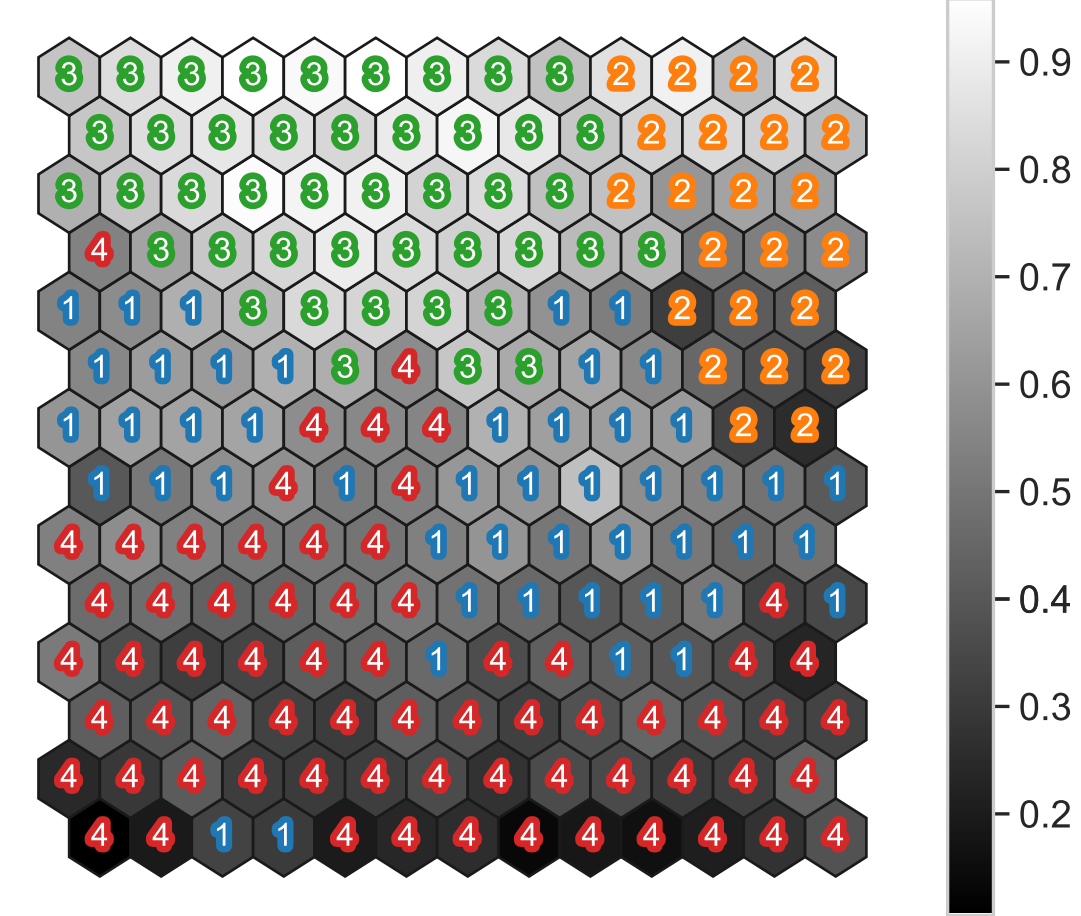 3 3 3 3 3 3 3 3 3 2 2 2 2
3 3 3 3 3 3 3 3 3 2 2 2 2
3 3 3 3 3 3 3 3 3 2 2 2 2
4 3 3 3 3 3 3 3 3 3 2 2 2
1 1 1 3 3 3 3 3 1 1 2 2 2
1 1 1 1 3 4 3 3 1 1 2 2 2
1 1 1 1 4 4 4 1 1 1 1 2 2
1 1 1 4 1 4 1 1 1 1 1 1 1
4 4 4 4 4 4 1 1 1 1 1 1 1
4 4 4 4 4 4 1 1 1 1 1 4 1
4 4 4 4 4 4 1 4 4 1 1 4 4
4 4 4 4 4 4 4 4 4 4 4 4 4
4 4 4 4 4 4 4 4 4 4 4 4 4
4 4 1 1 4 4 4 4 4 4 4 4 4
0.9
0.8
0.7
0.6
0.5
0.4
0.3
0.2